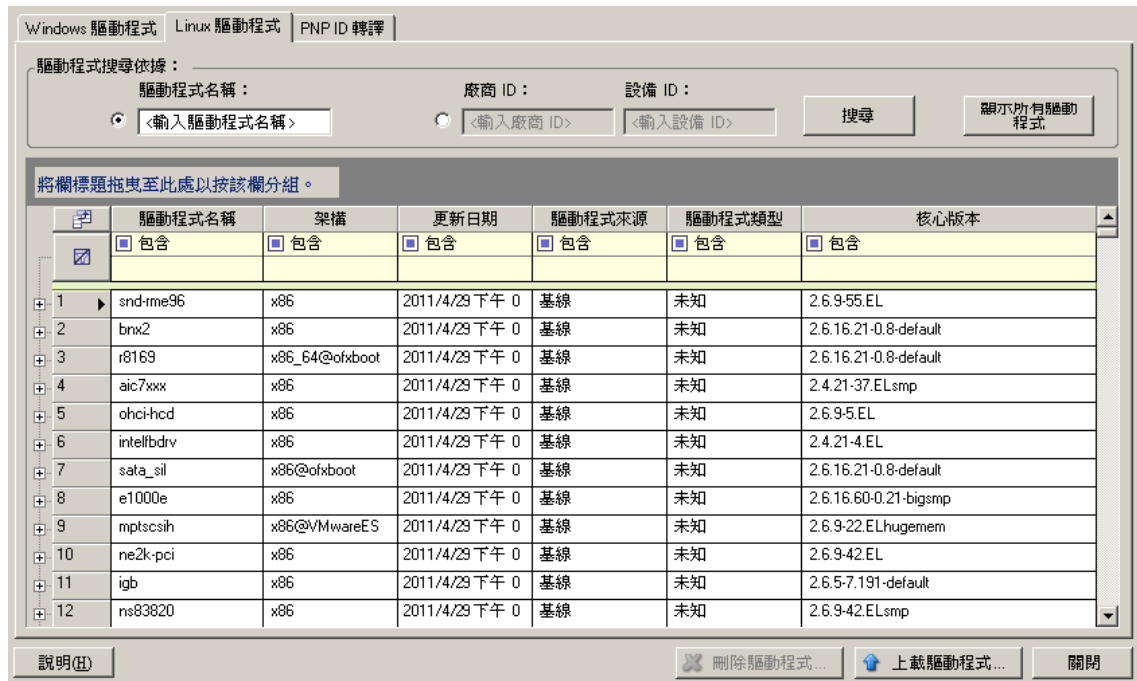 Windows 驅動程式 Linux 驅動程式 PNP ID 轉譯
驅動程式搜尋依據：
驅動程式名稱： 廠商 ID： 設備 ID：
<輸入驅動程式名稱> <輸入廠商 ID> <輸入設備 ID> 搜尋 顯示所有驅動
程式
將欄標題拖曳至此處以按該欄分組。
驅動程式名稱 架構 更新日期 驅動程式來源 驅動程式類型 核心版本
包含 包含 包含 包含 包含 包含
1 snd-rme96 x86 2011/4/29 下午 0 基線 未知 2.6.9-55.EL
2 bnx2 x86 2011/4/29 下午 0 基線 未知 2.6.16.21-0.8-default
3 r8169 x86_64@ofxboot 2011/4/29 下午 0 基線 未知 2.6.16.21-0.8-default
4 aic7xxx x86 2011/4/29 下午 0 基線 未知 2.4.21-37.ELsmp
5 ohci-hcd x86 2011/4/29 下午 0 基線 未知 2.6.9-5.EL
6 intelfbdrv x86 2011/4/29 下午 0 基線 未知 2.4.21-4.EL
7 sata_sil x86@ofxboot 2011/4/29 下午 0 基線 未知 2.6.16.21-0.8-default
8 e1000e x86 2011/4/29 下午 0 基線 未知 2.6.16.60-0.21-bigsmp
9 mptscsih x86@VMwareES 2011/4/29 下午 0 基線 未知 2.6.9-22.ELhugemem
10 ne2k-pci x86 2011/4/29 下午 0 基線 未知 2.6.9-42.EL
11 igb x86 2011/4/29 下午 0 基線 未知 2.6.5-7.191-default
12 ns83820 x86 2011/4/29 下午 0 基線 未知 2.6.9-42.ELsmp
說明(H) 刪除驅動程式... 上載驅動程式... 關閉